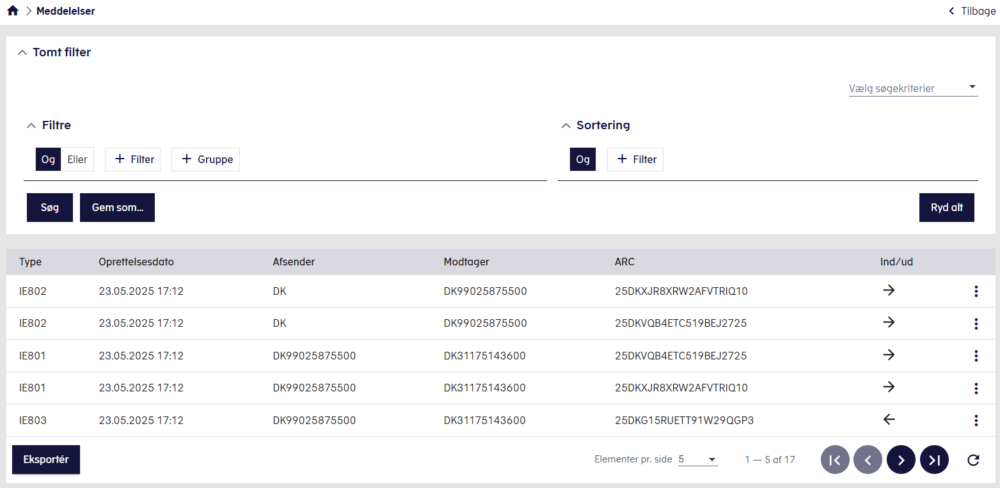 Meddelelser
Tilbage
Tomt filter
Vælg søgekriterier
Filtre
Sortering
Og Eller + Filter + Gruppe
Og + Filter
Søg Gem som... Ryd alt
Type Oprettelsesdato Afsender Modtager ARC Ind/ud
IE802 23.05.2025 17:12 DK DK99025875500 25DKXJR8XRW2AFVTRIQ10
IE802 23.05.2025 17:12 DK DK99025875500 25DKVQB4ETC519BEJ2725
IE801 23.05.2025 17:12 DK99025875500 DK31175143600 25DKVQB4ETC519BEJ2725
IE801 23.05.2025 17:12 DK99025875500 DK31175143600 25DKXJR8XRW2AFVTRIQ10
IE803 23.05.2025 17:12 DK99025875500 DK31175143600 25DKG15RUETT91W29QGP3
Eksportér Elementer pr. side 5 1 — 5 af 17